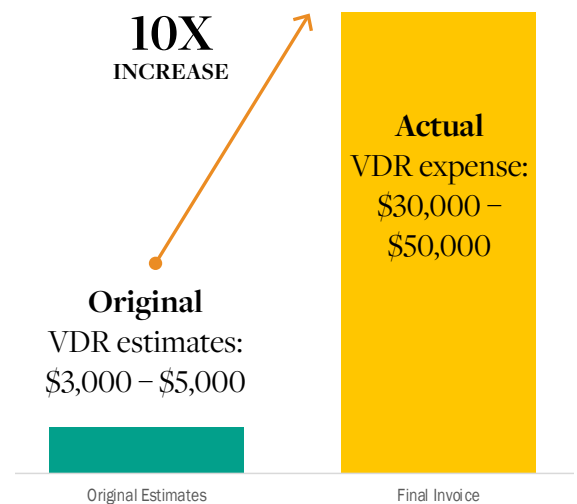 10X
INCREASE
Original
VDR estimates:
$3,000 – $5,000
Actual
VDR expense:
$30,000 –
$50,000
Original Estimates
Final Invoice